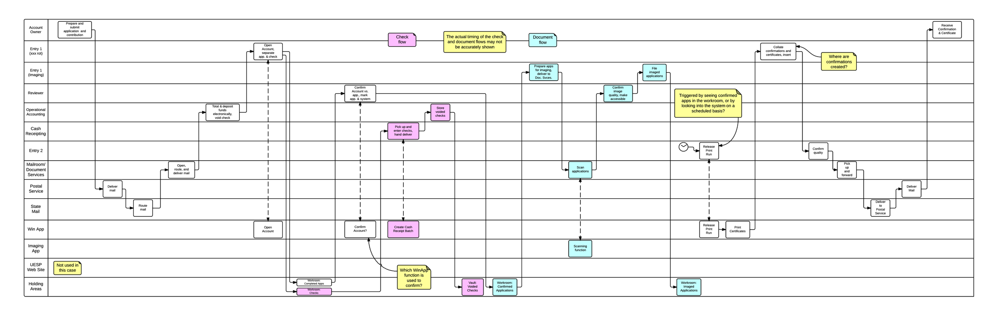 Account
Owner
Prepare and
submit
application and
contribution
Check
flow
The actual timing of the check
and document flows may not
be accurately shown
Document
flow
Receive
Confirmation
& Certificate
Entry 1
(xxx rot)
Open
Account,
separate
app. & check
Collate
confirmations and
certificates, insert
Where are
confirmations
created?
Entry 1
(Imaging)
Prepare apps
for imaging,
deliver to
Doc. Svces.
File
imaged
applications
Reviewer
Confirm
Account vs.
app., mark
app. & system
Confirm
image
quality, make
accessible
Triggered by seeing confirmed
apps in the workroom, or by
looking into the system on a
scheduled basis?
Operational
Accounting
Total & deposit
funds
electronically,
void check
Store
voided
checks
Cash
Receipting
Pick up and
enter checks,
hand deliver
Entry 2
Release
Print
Run
Confirm
quality
Mailroom/
Document
Services
Open,
route, and
deliver mail
Scan
applications
Pick
up
and
forward
Postal
Service
Deliver
mail
Deliver
Mail
State
Mail
Route
mail
Deliver
to
Postal
Service
Win App
Open
Account
Confirm
Account?
Create Cash
Receipt Batch
Release
Print
Run
Print
Certificates
Imaging
App
Scanning
function
UESP
Web Site
Not used in
this case
Which WinApp
function is
used to
confirm?
Holding
Areas
Workroom:
Completed Apps
Workroom:
Checks
Vault:
Voided
Checks
Workroom:
Confirmed
Applications
Workroom:
Imaged
Applications